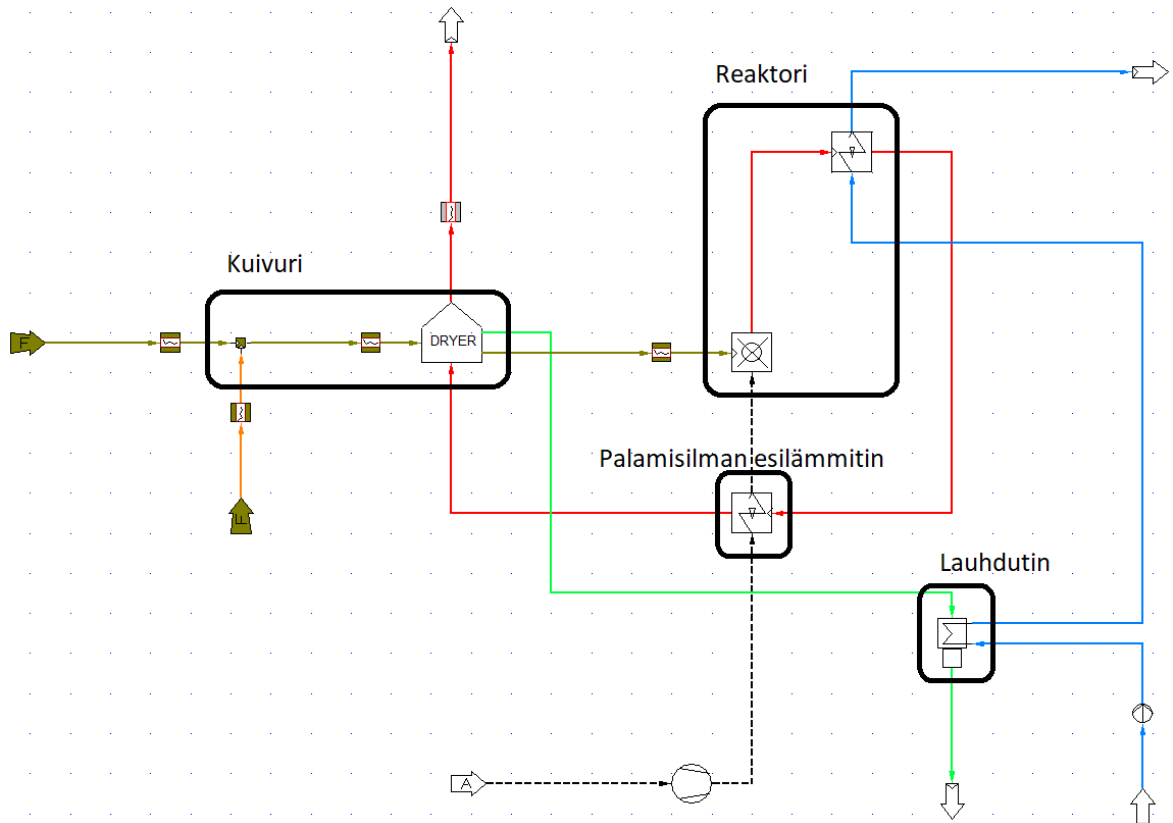 Reaktori
Kuivuri
F
DRYER
Palamisilman esilämmitin
F
Lauhdutin
A